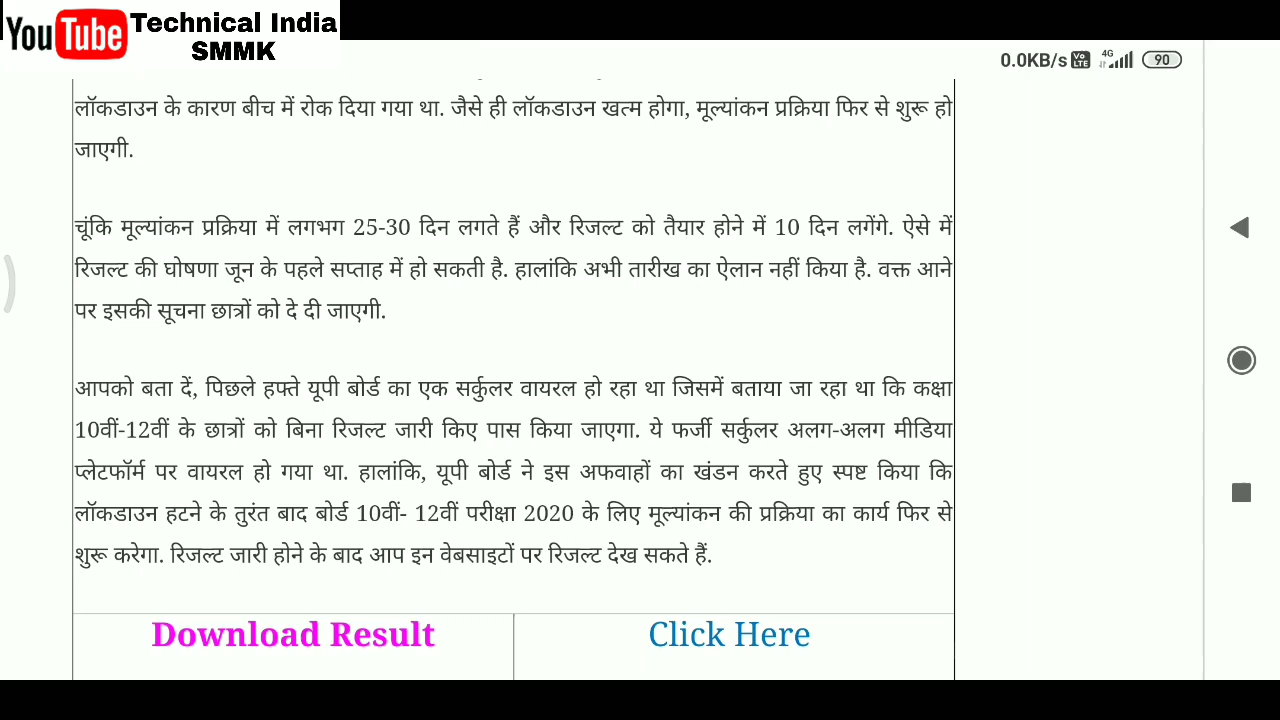 YouTube Technical India
SMMK
0.0KB/s Vo LTE 4G 90
लॉकडाउन के कारण बीच में रोक दिया गया था. जैसे ही लॉकडाउन खत्म होगा, मूल्यांकन प्रक्रिया फिर से शुरू हो
जाएगी.
चूंकि मूल्यांकन प्रक्रिया में लगभग 25-30 दिन लगते हैं और रिजल्ट को तैयार होने में 10 दिन लगेंगे. ऐसे में
रिजल्ट की घोषणा जून के पहले सप्ताह में हो सकती है. हालांकि अभी तारीख का ऐलान नहीं किया है. वक्त आने
पर इसकी सूचना छात्रों को दे दी जाएगी.
आपको बता दें, पिछले हफ्ते यूपी बोर्ड का एक सर्कुलर वायरल हो रहा था जिसमें बताया जा रहा था कि कक्षा
10वीं-12वीं के छात्रों को बिना रिजल्ट जारी किए पास किया जाएगा. ये फर्जी सर्कुलर अलग-अलग मीडिया
प्लेटफॉर्म पर वायरल हो गया था. हालांकि, यूपी बोर्ड ने इस अफवाहों का खंडन करते हुए स्पष्ट किया कि
लॉकडाउन हटने के तुरंत बाद बोर्ड 10वीं- 12वीं परीक्षा 2020 के लिए मूल्यांकन की प्रक्रिया का कार्य फिर से
शुरू करेगा. रिजल्ट जारी होने के बाद आप इन वेबसाइटों पर रिजल्ट देख सकते हैं.
Download Result Click Here